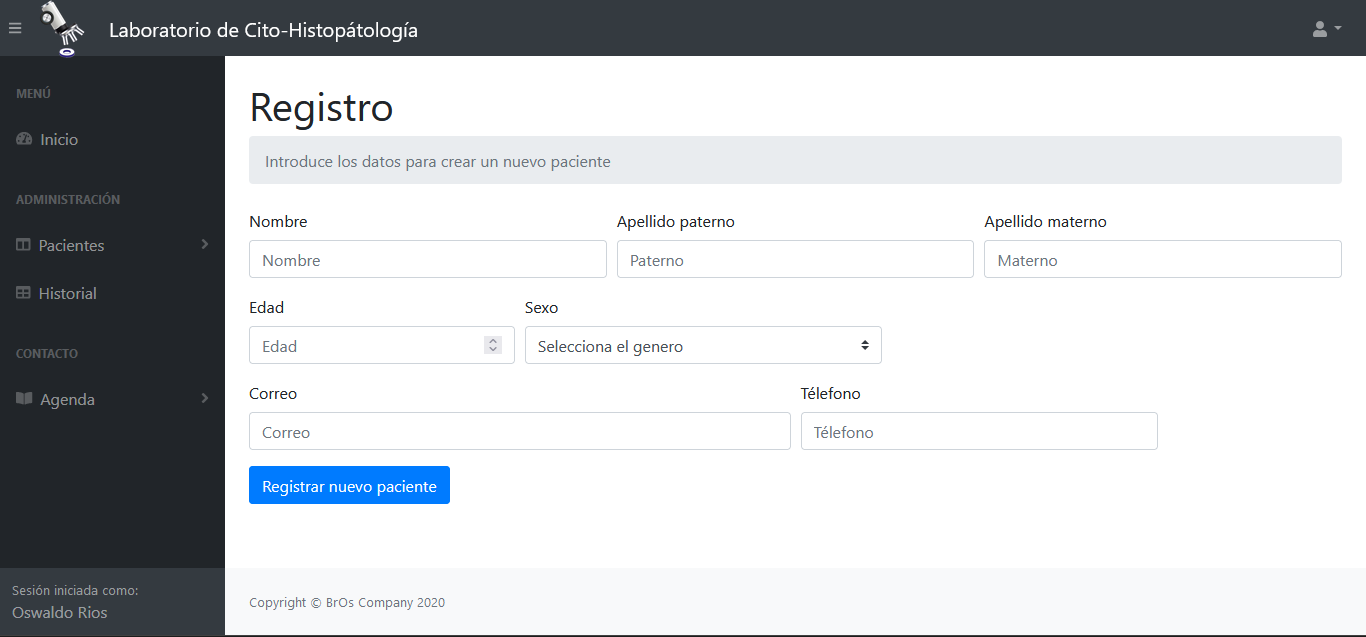 Laboratorio de Cito-Histopátología
MENÚ
Inicio
ADMINISTRACIÓN
Pacientes
Historial
CONTACTO
Agenda
Sesión iniciada como:
Oswaldo Rios
Registro
Introduce los datos para crear un nuevo paciente
Nombre Apellido paterno Apellido materno
Nombre Paterno Materno
Edad Sexo
Edad Selecciona el genero
Correo Télefono
Correo Télefono
Registrar nuevo paciente
Copyright © BrOs Company 2020